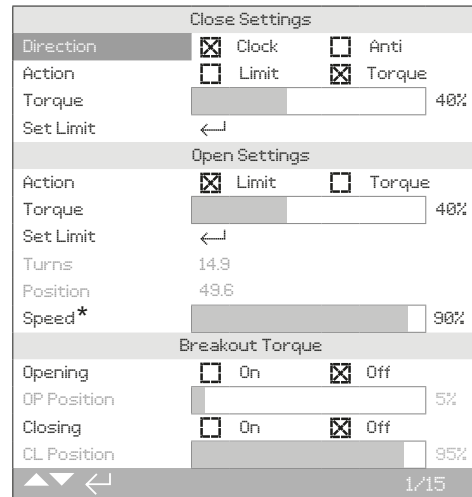 Close Settings
Direction Clock Anti
Action Limit Torque
Torque 40%
Set Limit
Open Settings
Action Limit Torque
Torque 40%
Set Limit
Turns 14.9
Position 49.6
Speed* 90%
Breakout Torque
Opening On Off
OP Position 5%
Closing On Off
CL Position 95%
1/15